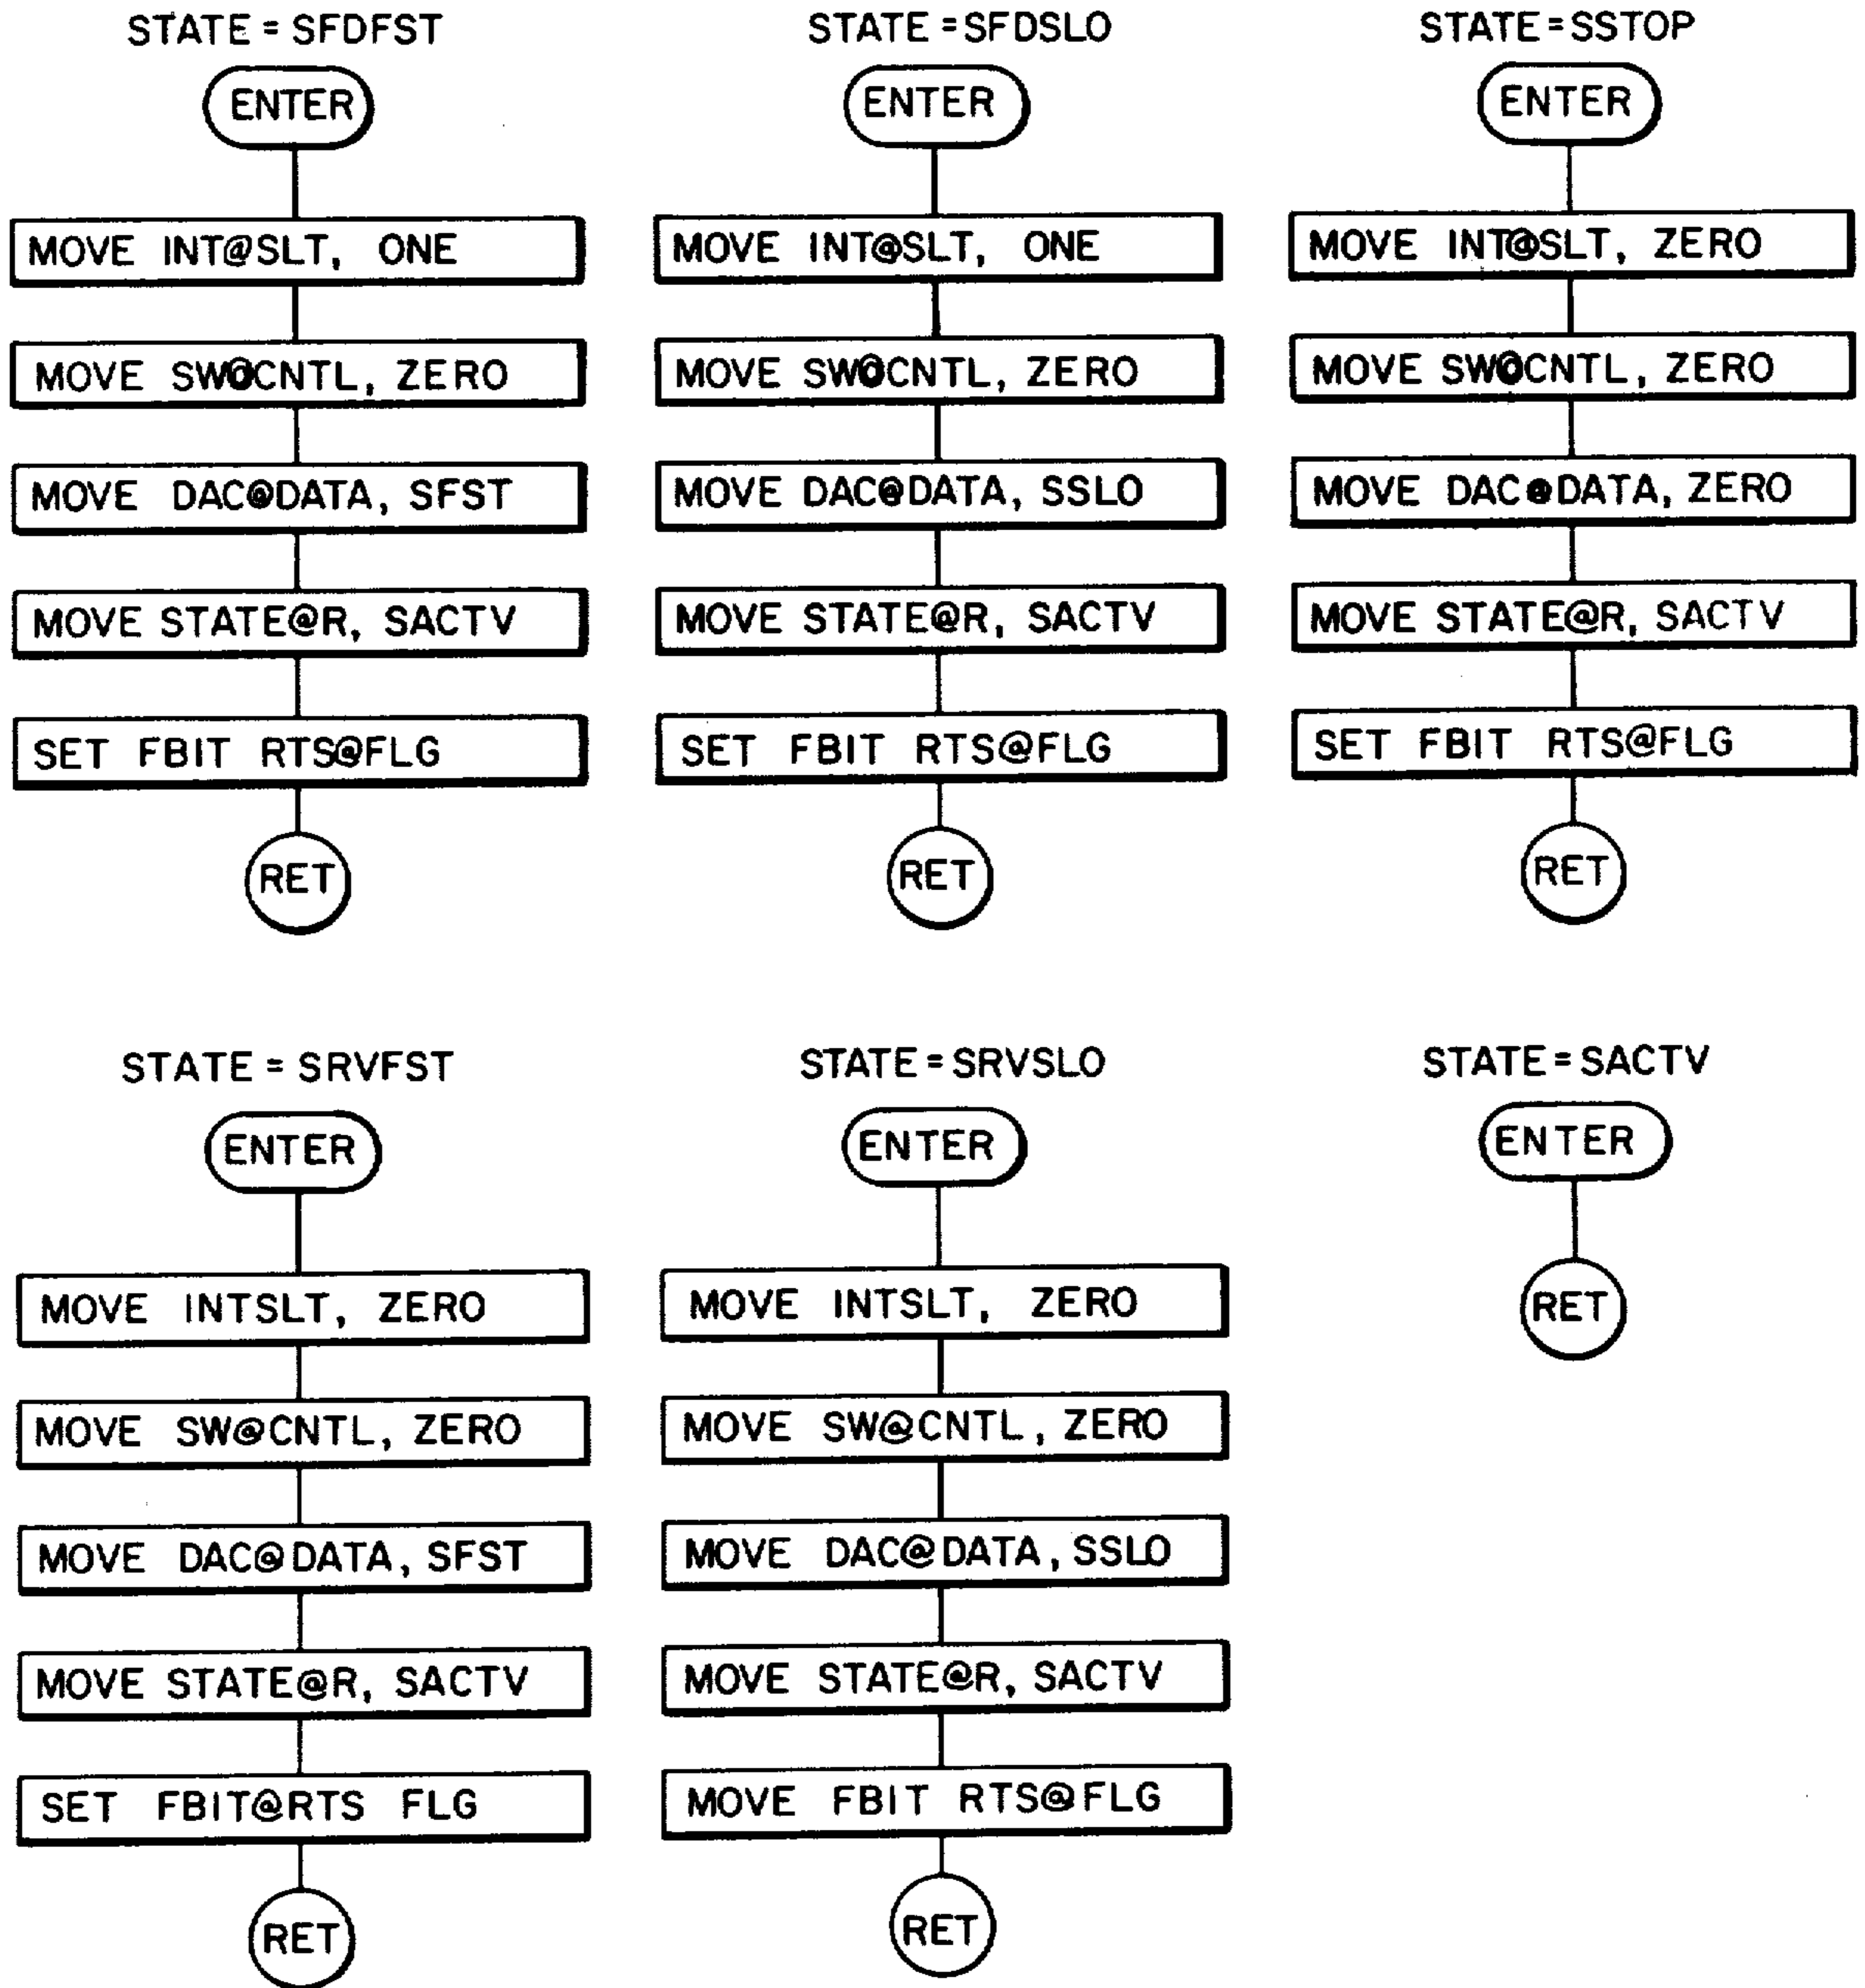 STATE = SFDFST
ENTER
MOVE INT@SLT, ONE
MOVE SW@CNTL, ZERO
MOVE DAC@DATA, SFST
MOVE STATE@R, SACTV
SET FBIT RTS@FLG
RET
STATE = SFDSLO
ENTER
MOVE INT@SLT, ONE
MOVE SW@CNTL, ZERO
MOVE DAC@DATA, SSLO
MOVE STATE@R, SACTV
SET FBIT RTS@FLG
RET
STATE = SSTOP
ENTER
MOVE INT@SLT, ZERO
MOVE SW@CNTL, ZERO
MOVE DAC@DATA, ZERO
MOVE STATE@R, SACTV
SET FBIT RTS@FLG
RET
STATE = SRVFST
ENTER
MOVE INTSLT, ZERO
MOVE SW@CNTL, ZERO
MOVE DAC@DATA, SFST
MOVE STATE@R, SACTV
SET FBIT@RTS FLG
RET
STATE = SRVSLO
ENTER
MOVE INTSLT, ZERO
MOVE SW@CNTL, ZERO
MOVE DAC@DATA, SSLO
MOVE STATE@R, SACTV
MOVE FBIT RTS@FLG
RET
STATE = SACTV
ENTER
RET